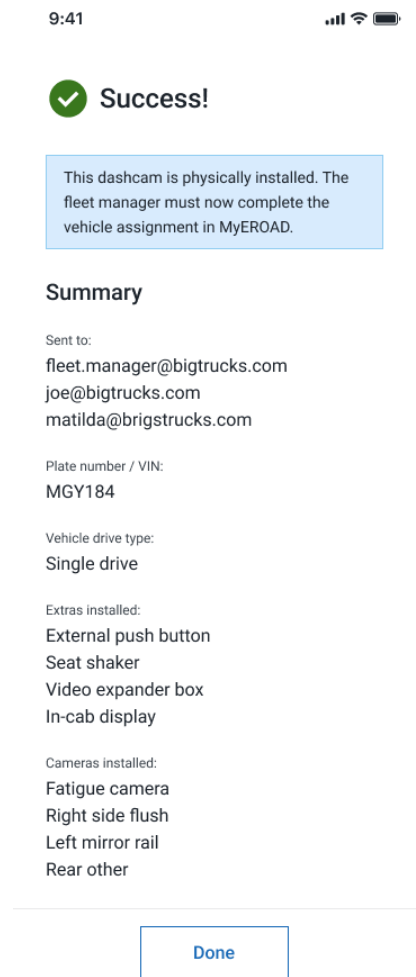 9:41
Success!
This dashcam is physically installed. The
fleet manager must now complete the
vehicle assignment in MyEROAD.
Summary
Sent to:
fleet.manager@bigtrucks.com
joe@bigtrucks.com
matilda@brigstrucks.com
Plate number / VIN:
MGY184
Vehicle drive type:
Single drive
Extras installed:
External push button
Seat shaker
Video expander box
In-cab display
Cameras installed:
Fatigue camera
Right side flush
Left mirror rail
Rear other
Done